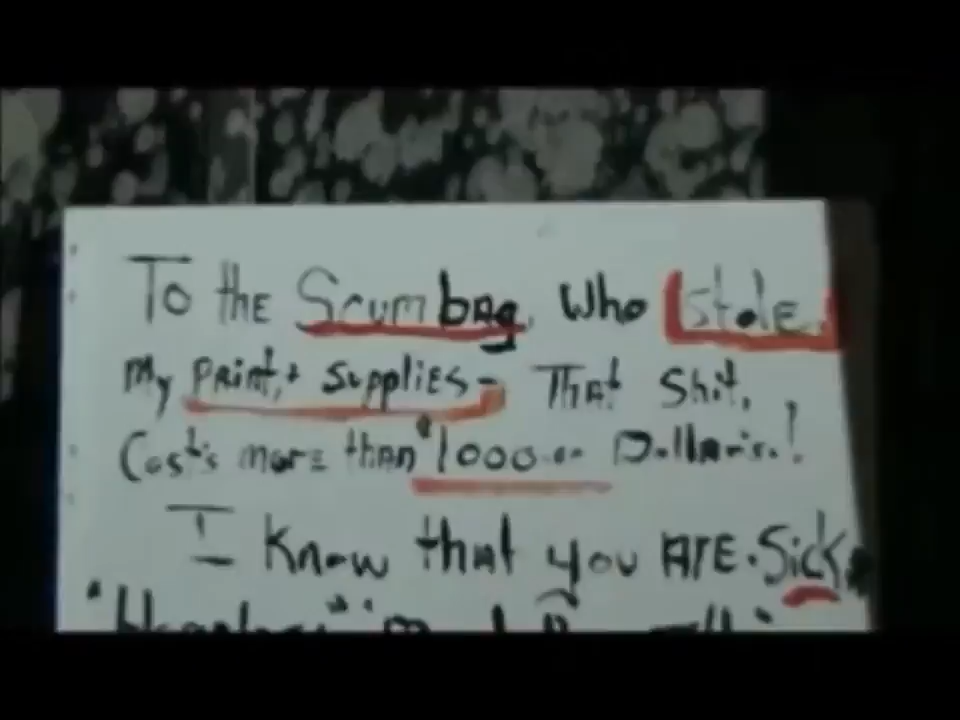 To the Scumbag, who stole
my Paint, + Supplies- That Shit,
Cost's more than 1000.00 Dollar's.!
I Know that you ARE. Sick